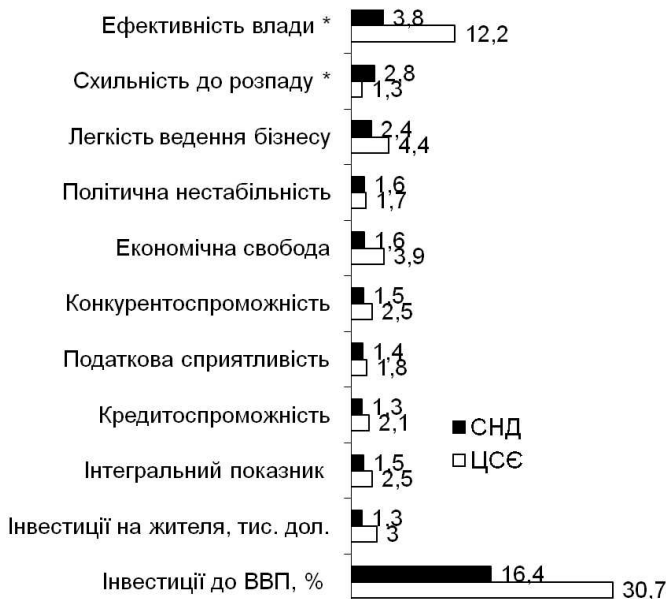 Ефективність влади * 3,8
12,2
Схильність до розпаду * 2,8
1,3
Легкість ведення бізнесу 2,4
4,4
Політична нестабільність 1,6
1,7
Економічна свобода 1,6
3,9
Конкурентоспроможність 1,5
2,5
Податкова сприятливість 1,4
1,8
Кредитоспроможність 1,3
2,1
СНД
Інтегральний показник 1,5
2,5
ЦСЄ
Інвестиції на жителя, тис. дол. 1,3
3
Інвестиції до ВВП, % 16,4
30,7